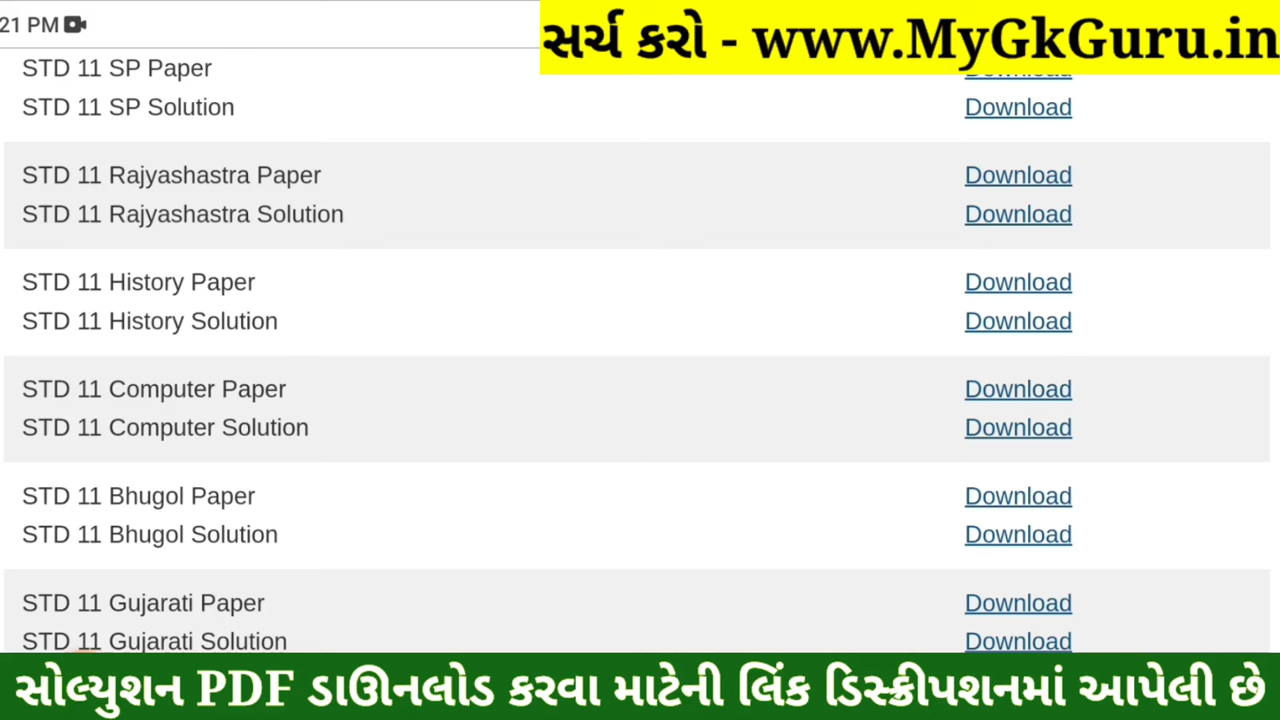 21 PM
સર્ચ કરો - www.MyGkGuru.in
STD 11 SP Paper Download
STD 11 SP Solution Download
STD 11 Rajyashastra Paper Download
STD 11 Rajyashastra Solution Download
STD 11 History Paper Download
STD 11 History Solution Download
STD 11 Computer Paper Download
STD 11 Computer Solution Download
STD 11 Bhugol Paper Download
STD 11 Bhugol Solution Download
STD 11 Gujarati Paper Download
STD 11 Gujarati Solution Download
સોલ્યુશન PDF ડાઊનલોડ કરવા માટેની લિંક ડિસ્ક્રીપશનમાં આપેલી છે